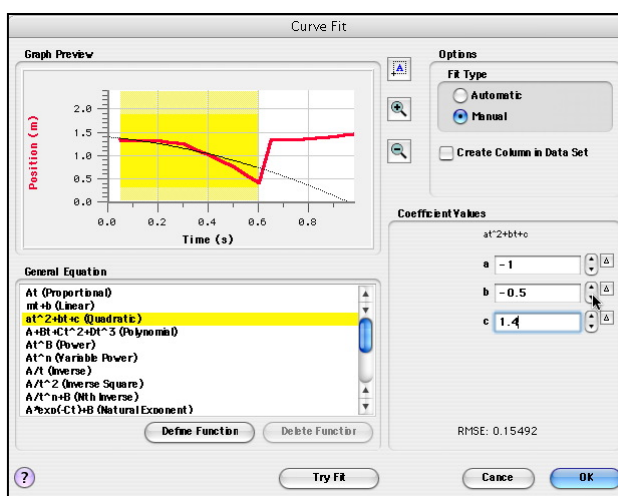 Curve Fit
Graph Preview
Position (m)
2.0
1.5
1.0
0.5
0.0
0.0 0.2 0.4 0.6 0.8
Time (s)
A
Options
Fit Type
Automatic
Manual
Create Column in Data Set
Coefficient Values
at^2+bt+c
a -1 Δ
b -0.5 Δ
c 1.4 Δ
RMSE: 0.15492
General Equation
At (Proportional)
mt+b (Linear)
at^2+bt+c (Quadratic)
A+Bt+Ct^2+Dt^3 (Polynomial)
At^B (Power)
At^n (Variable Power)
A/t (Inverse)
A/t^2 (Inverse Square)
A/t^n+B (Nth Inverse)
A*exp(-Ct)+B (Natural Exponent)
Define Function Delete Functior
? Try Fit Cance OK